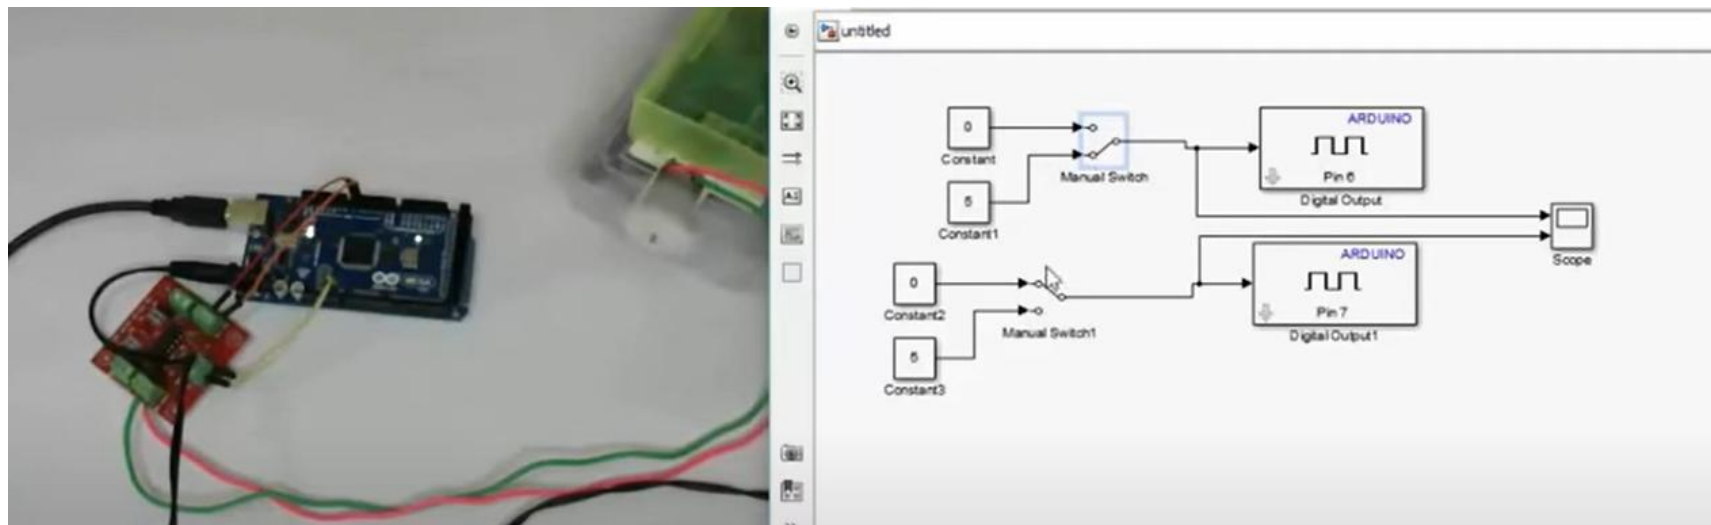 untitled
0
Constant
5
Constant1
Manual Switch
ARDUINO
Pin 6
Digital Output
Scope
0
Constant2
5
Constant3
Manual Switch1
ARDUINO
Pin 7
Digital Output1